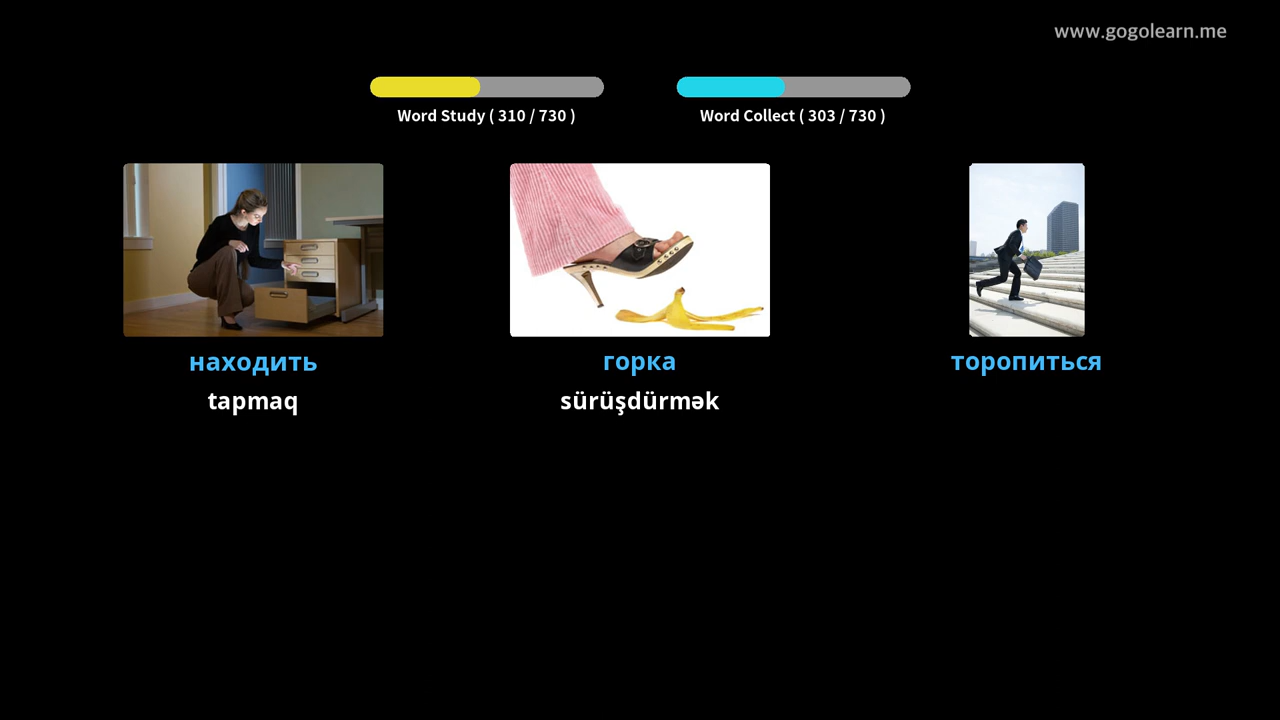 www.gogolearn.me
Word Study ( 310 / 730 )
Word Collect ( 303 / 730 )
находить
горка
торопиться
tapmaq
sürüşdürmək